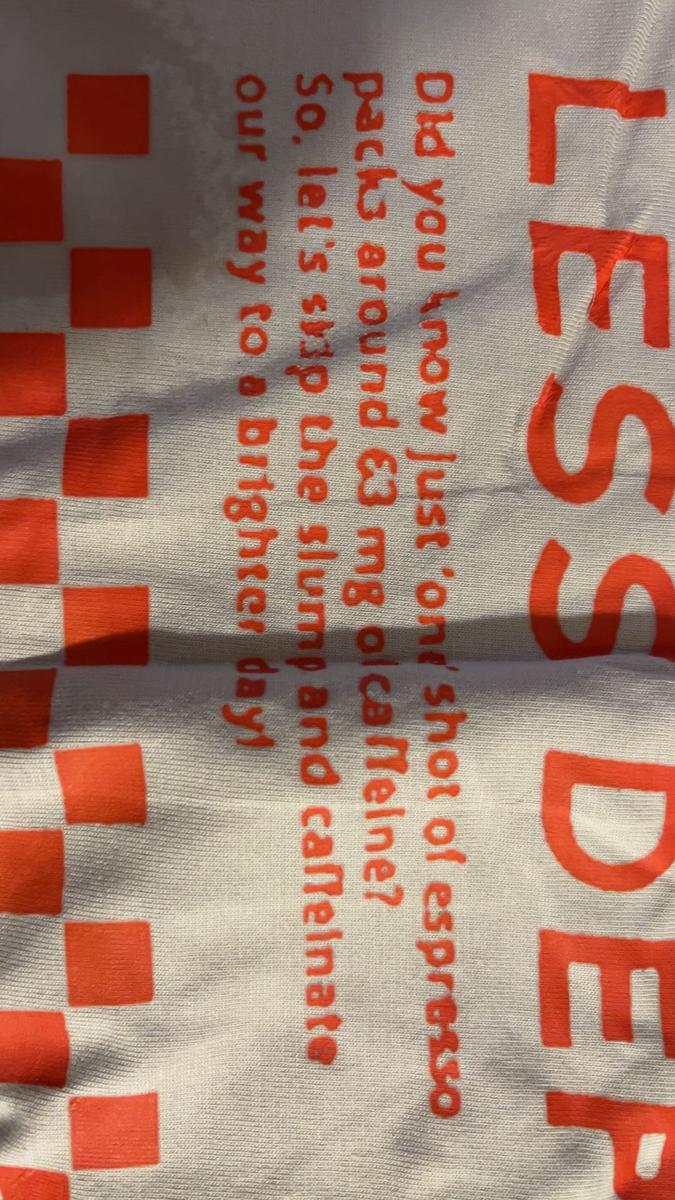 LESS DEP
Did you know just 'one' shot of espresso
packs around 63 mg of caffeine?
So, let's skip the slump and caffeinate
our way to a brighter day!